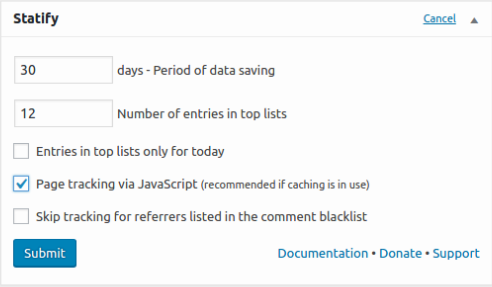 Statify Cancel
30 days - Period of data saving
12 Number of entries in top lists
Entries in top lists only for today
Page tracking via JavaScript (recommended if caching is in use)
Skip tracking for referrers listed in the comment blacklist
Submit Documentation • Donate • Support